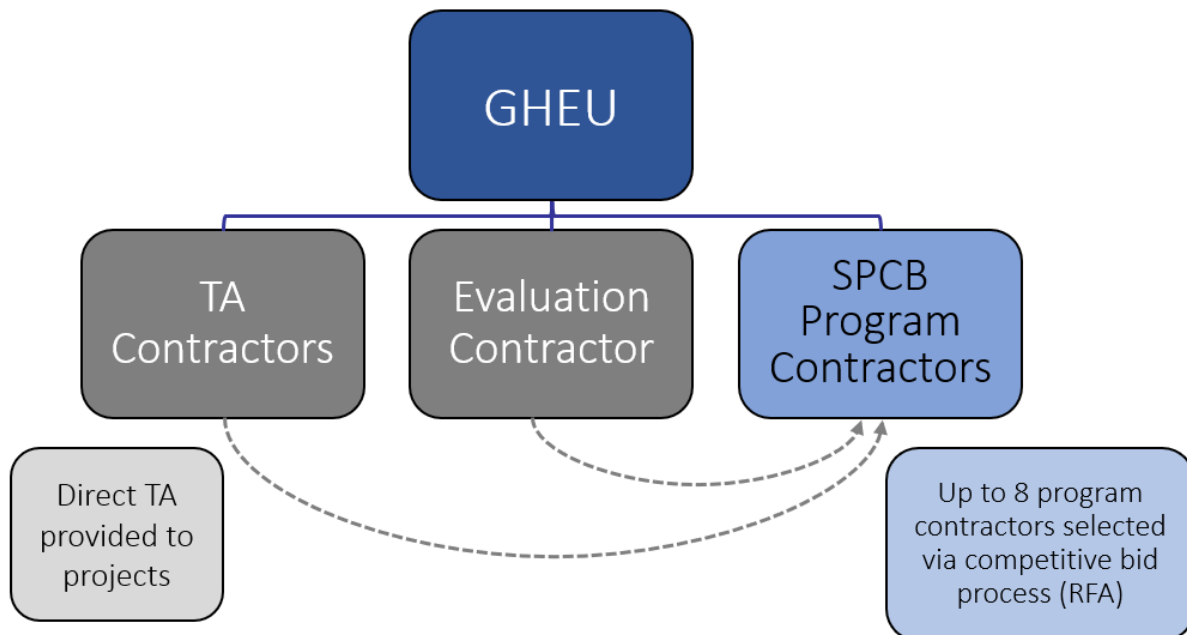 GHEU
TA
Contractors
Evaluation
Contractor
SPCB
Program
Contractors
Direct TA
provided to
projects
Up to 8 program
contractors selected
via competitive bid
process (RFA)